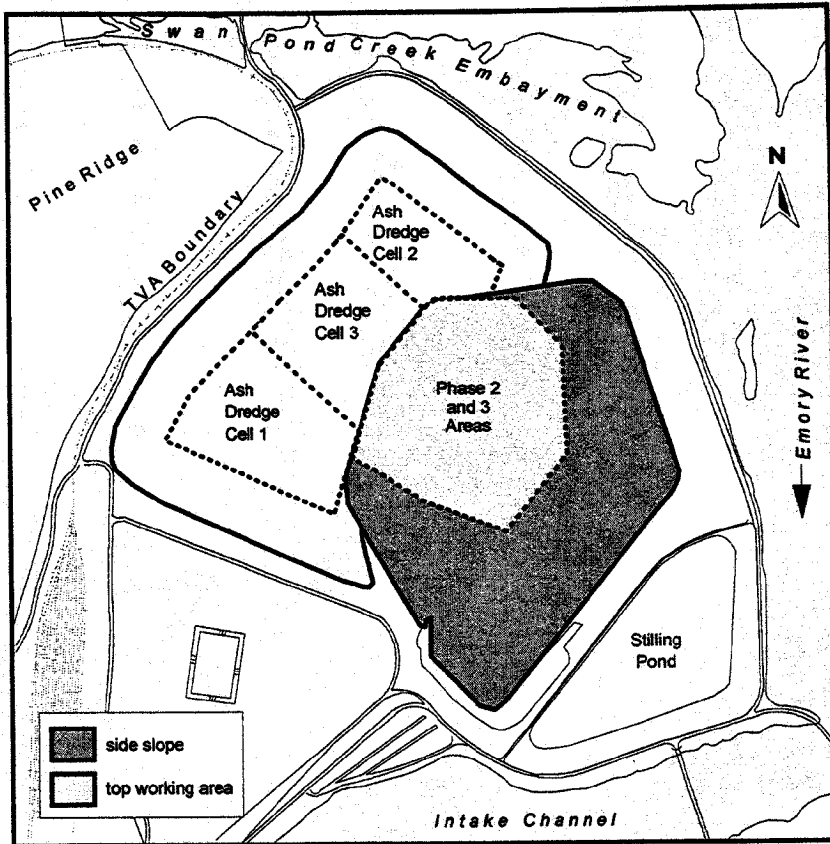 Swan Pond Creek Embayment
Pine Ridge
TVA Boundary
N
Ash
Dredge
Cell 2
Ash
Dredge
Cell 3
Ash
Dredge
Cell 1
Phase 2
and 3
Areas
Emory River
Stilling
Pond
side slope
top working area
Intake Channel